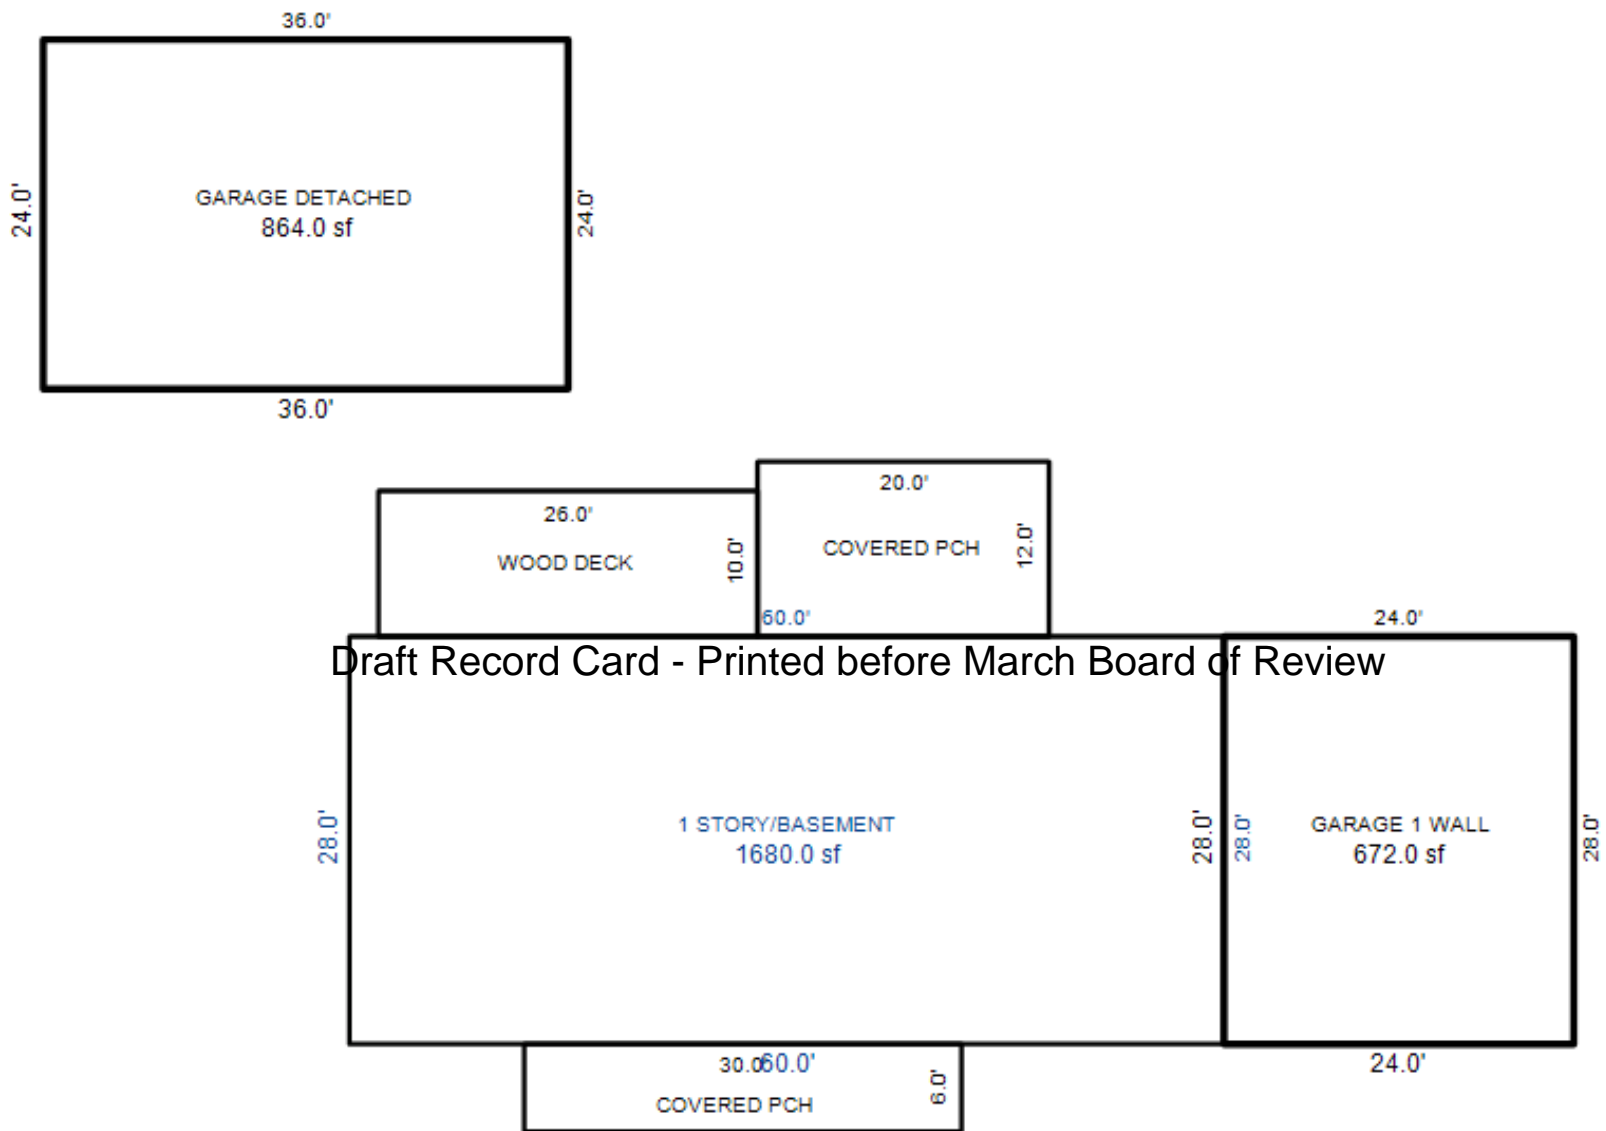 36.0'
24.0'
GARAGE DETACHED
864.0 sf
24.0'
36.0'
20.0'
26.0'
WOOD DECK
10.0'
COVERED PCH
12.0'
60.0'
24.0'
Draft Record Card - Printed before March Board of Review
28.0'
1 STORY/BASEMENT
1680.0 sf
28.0'
28.0'
GARAGE 1 WALL
672.0 sf
28.0'
30.0'
60.0'
24.0'
6.0'
COVERED PCH